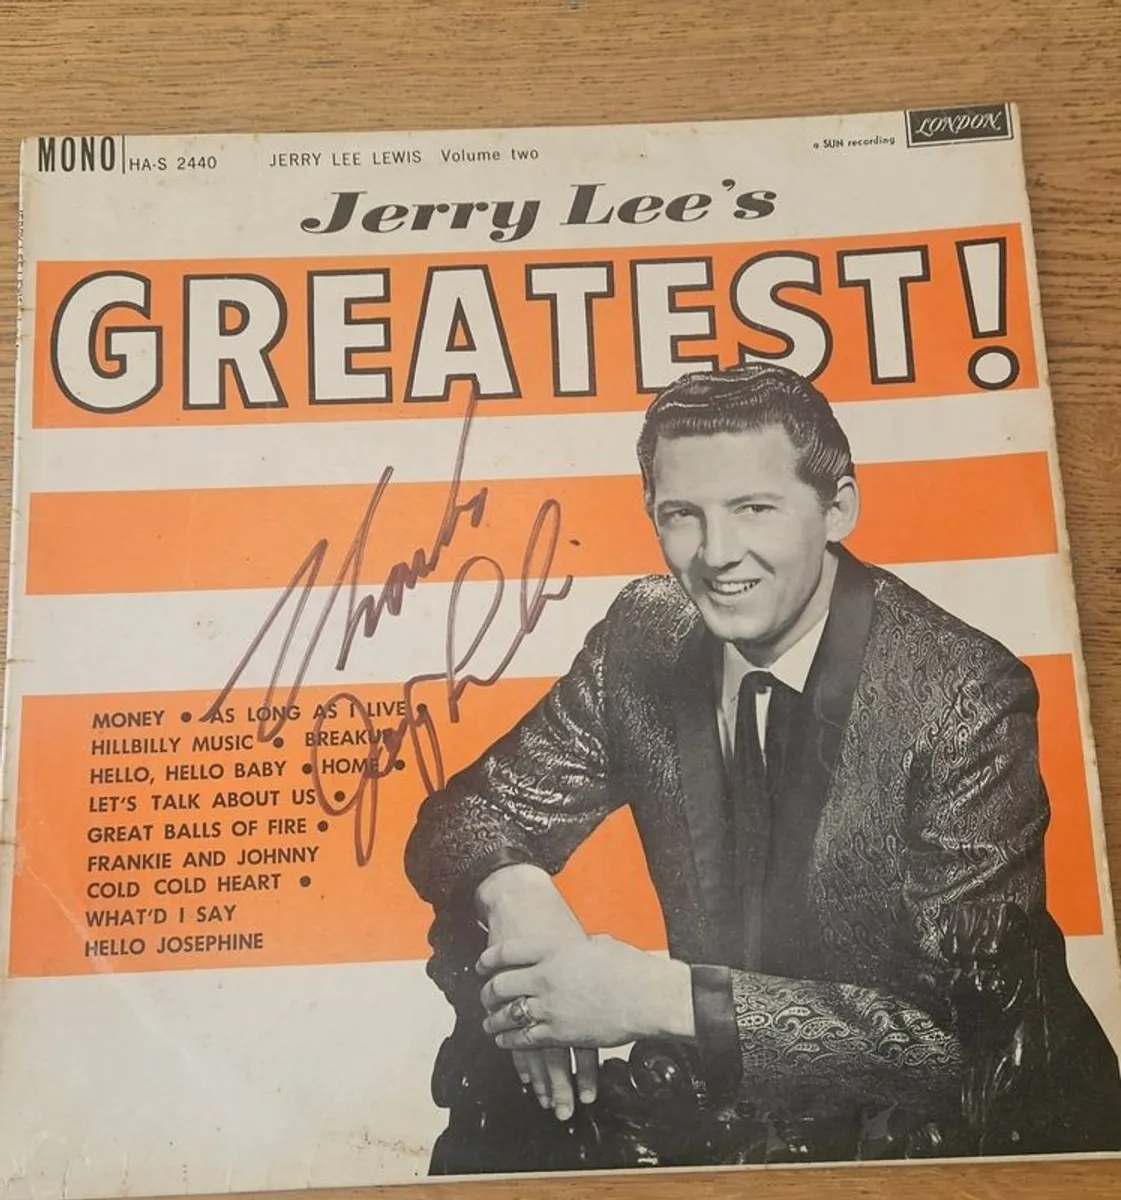 MONO HA-S 2440 JERRY LEE LEWIS Volume two a SUN recording LONDON
Jerry Lee's
GREATEST!
Thanks
MONEY • AS LONG AS I LIVE •
HILLBILLY MUSIC • BREAKUP
HELLO, HELLO BABY • HOME •
LET'S TALK ABOUT US •
GREAT BALLS OF FIRE •
FRANKIE AND JOHNNY
COLD COLD HEART •
WHAT'D I SAY
HELLO JOSEPHINE